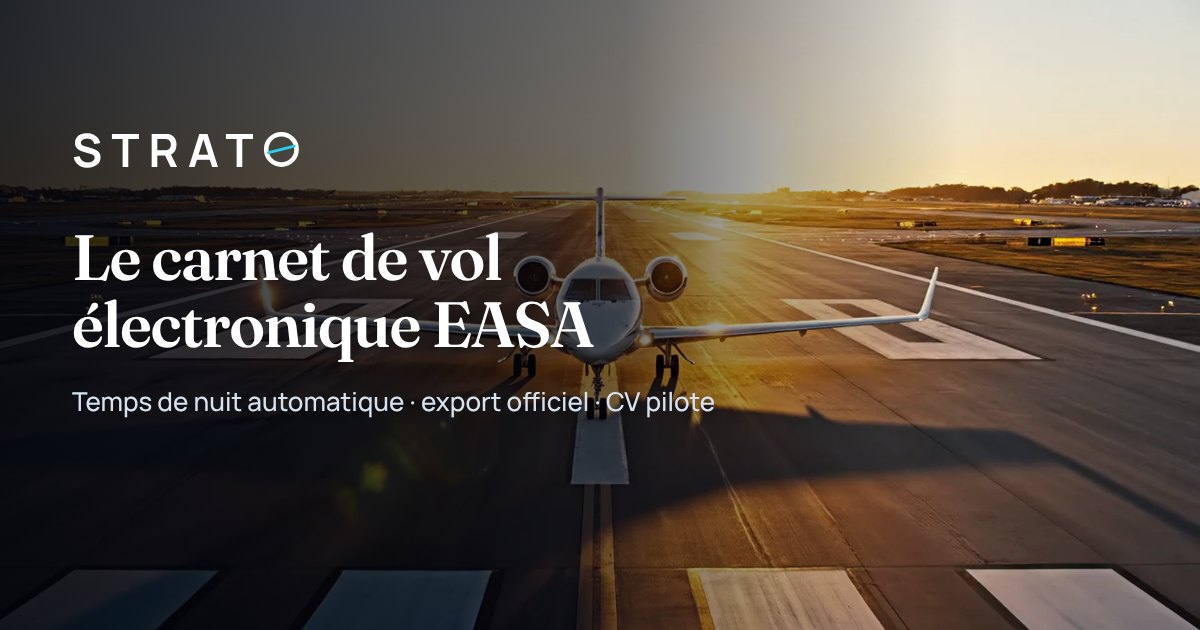 STRATO
Le carnet de vol
électronique EASA
Temps de nuit automatique · export officiel · CV pilote